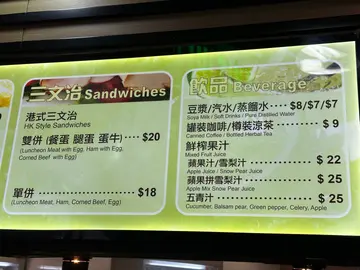 三文治 Sandwiches
港式三文治
HK Style Sandwiches
雙併 (餐蛋 腿蛋 蛋牛) ····· $20
(Luncheon Meat with Egg, Ham with Egg,
Corned Beef with Egg)
單併 ····· $18
(Luncheon Meat, Ham, Corned Beef, Egg)
飲品 Beverage
豆漿/汽水/蒸餾水 ···· $8/$7/$7
Soya Milk / Soft Drinks / Pure Distilled Water
罐裝咖啡/樽裝涼茶 ····· $ 9
Canned Coffee / Bottled Herbal Tea
鮮榨果汁
Mixed Fruit Juice
蘋果汁/雪梨汁 ····· $ 22
Apple Juice / Snow Pear Juice
蘋果拼雪梨汁 ····· $ 25
Apple Mix Snow Pear Juice
五青汁 ····· $ 25
Cucumber, Balsam pear, Green pepper, Celery, Apple